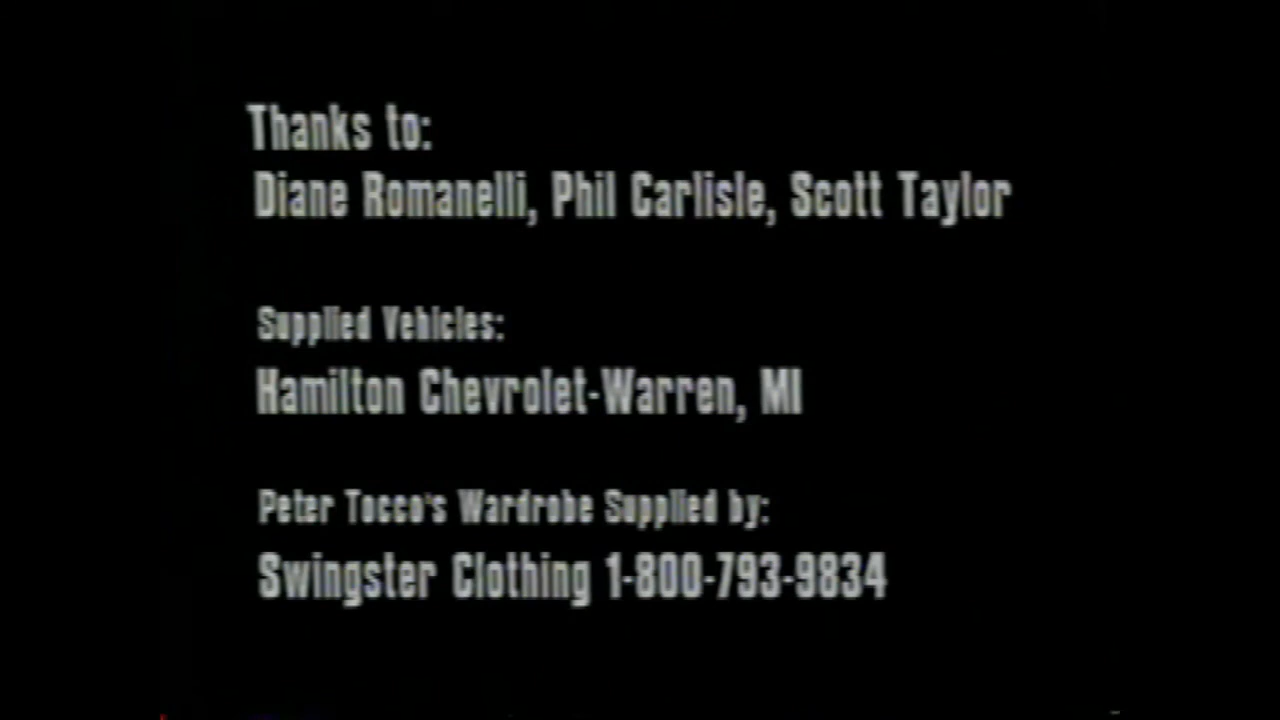 Thanks to:
Diane Romanelli, Phil Carlisle, Scott Taylor
Supplied Vehicles:
Hamilton Chevrolet-Warren, MI
Peter Tocco's Wardrobe Supplied by:
Swingster Clothing 1-800-793-9834